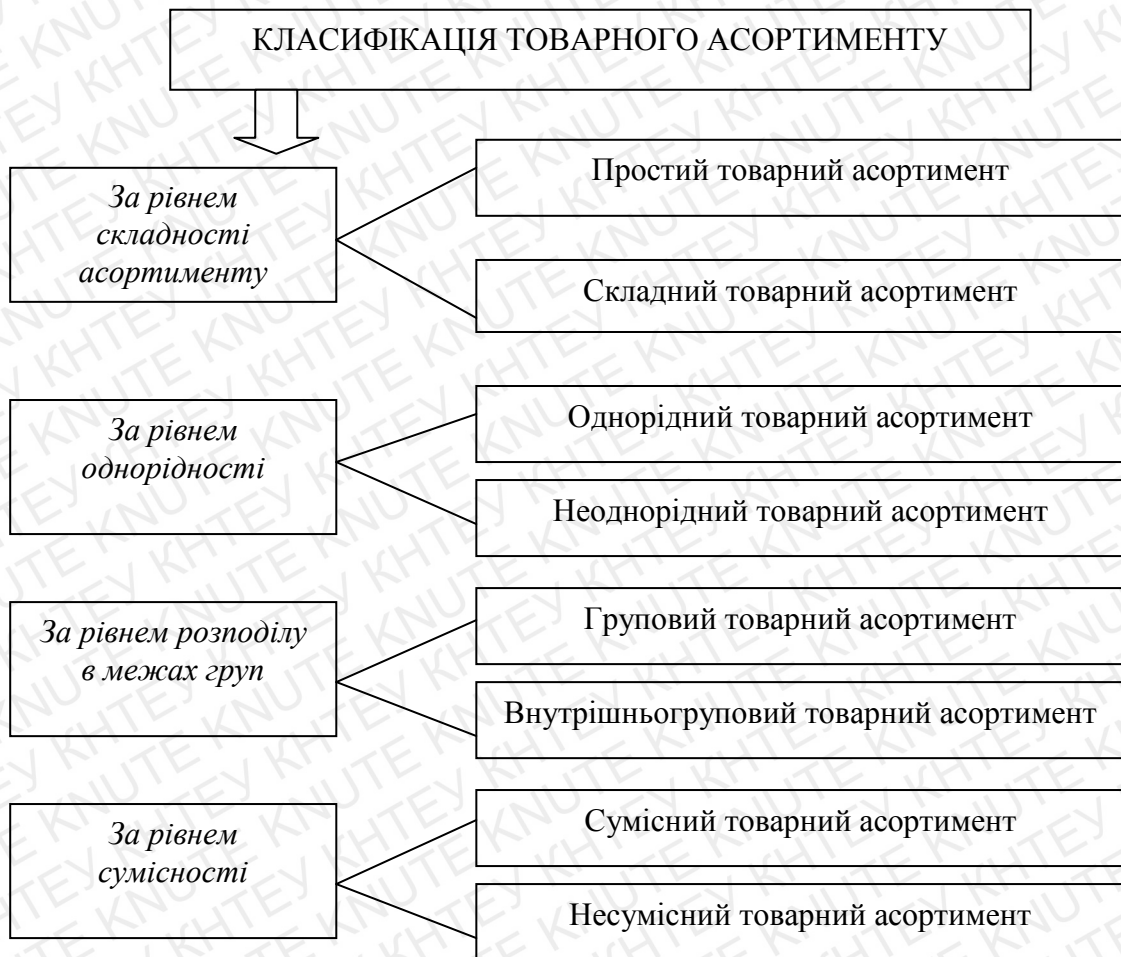 КЛАСИФІКАЦІЯ ТОВАРНОГО АСОРТИМЕНТУ
За рівнем
складності
асортименту
Простий товарний асортимент
Складний товарний асортимент
За рівнем
однорідності
Однорідний товарний асортимент
Неоднорідний товарний асортимент
За рівнем розподілу
в межах груп
Груповий товарний асортимент
Внутрішньогруповий товарний асортимент
За рівнем
сумісності
Сумісний товарний асортимент
Несумісний товарний асортимент